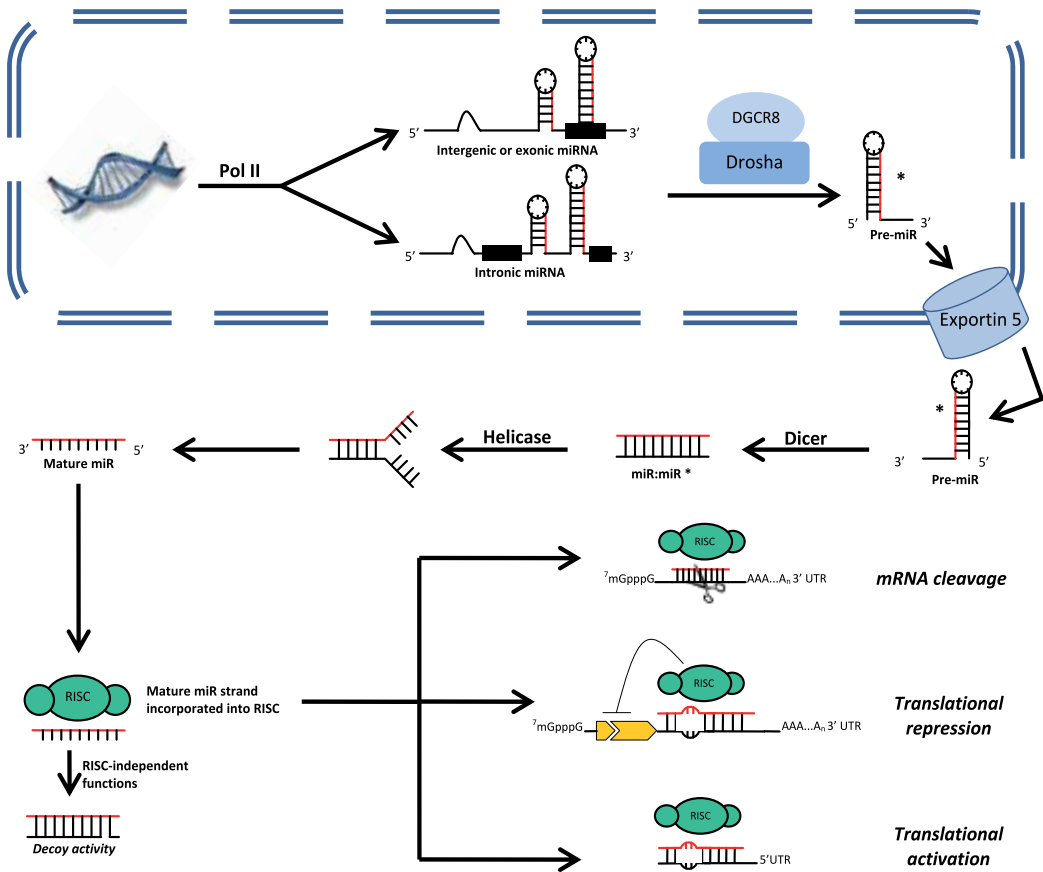 Pol II
5’
3’
Intergenic or exonic miRNA
5’
3’
Intronic miRNA
DGCR8
Drosha
*
5’
3’
Pre-miR
Exportin 5
*
3’
5’
Pre-miR
Dicer
miR:miR *
Helicase
3’
5’
Mature miR
RISC
⁷mGpppG
AAA...Aₙ 3’ UTR
mRNA cleavage
RISC
Mature miR strand
incorporated into RISC
RISC
⁷mGpppG
AAA...Aₙ 3’ UTR
Translational
repression
RISC-independent
functions
Decoy activity
RISC
5’UTR
Translational
activation